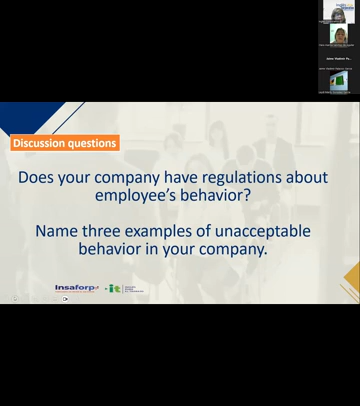 Discussion questions
Does your company have regulations about
employee's behavior?
Name three examples of unacceptable
behavior in your company.
Insaforp
it